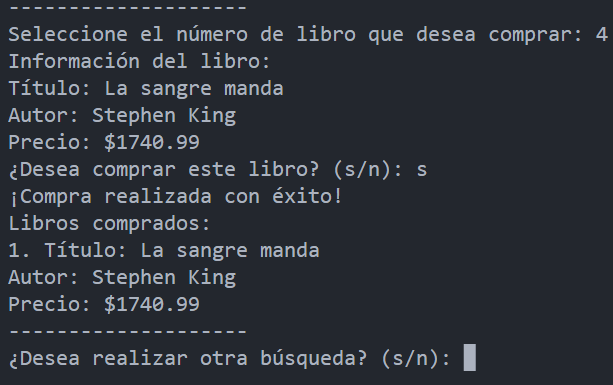 --------------------
Seleccione el número de libro que desea comprar: 4
Información del libro:
Título: La sangre manda
Autor: Stephen King
Precio: $1740.99
¿Desea comprar este libro? (s/n): s
¡Compra realizada con éxito!
Libros comprados:
1. Título: La sangre manda
Autor: Stephen King
Precio: $1740.99
--------------------
¿Desea realizar otra búsqueda? (s/n):